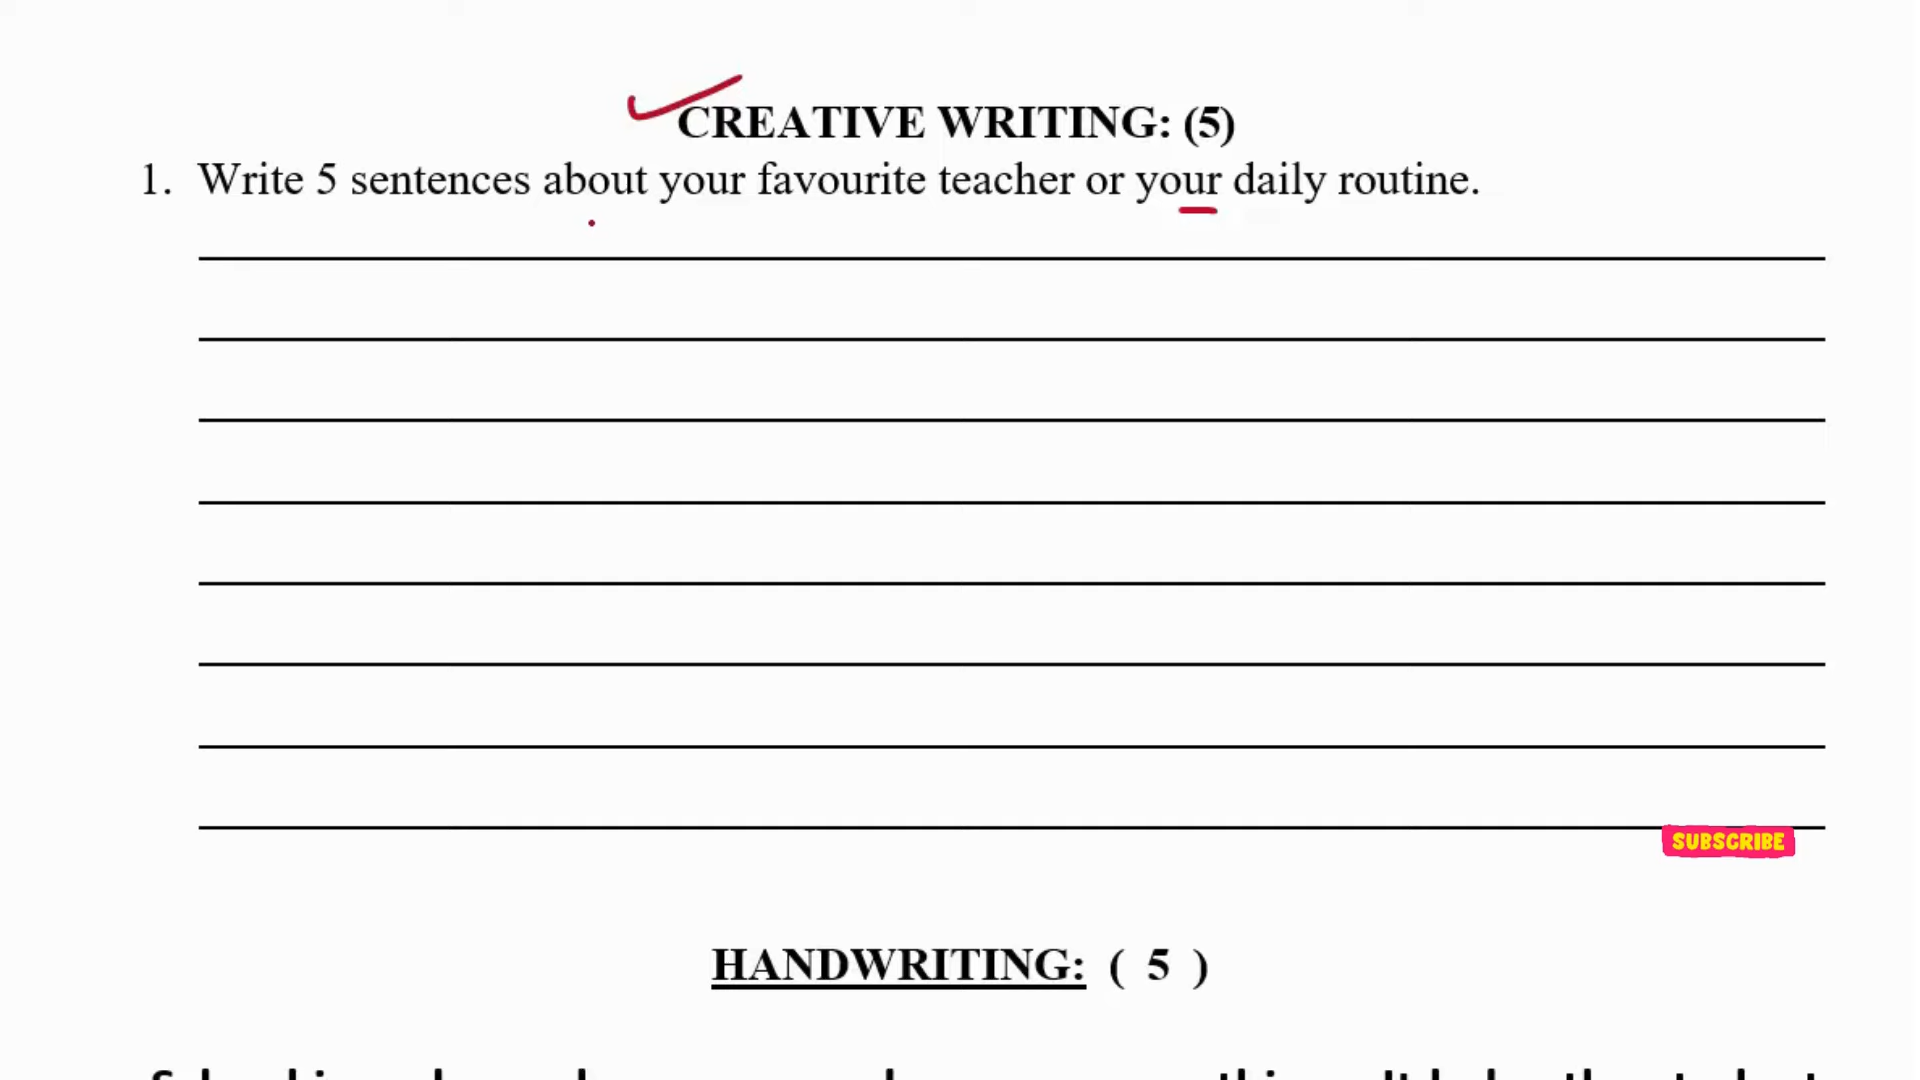 CREATIVE WRITING: (5)
1. Write 5 sentences about your favourite teacher or your daily routine.
SUBSCRIBE
HANDWRITING: ( 5 )